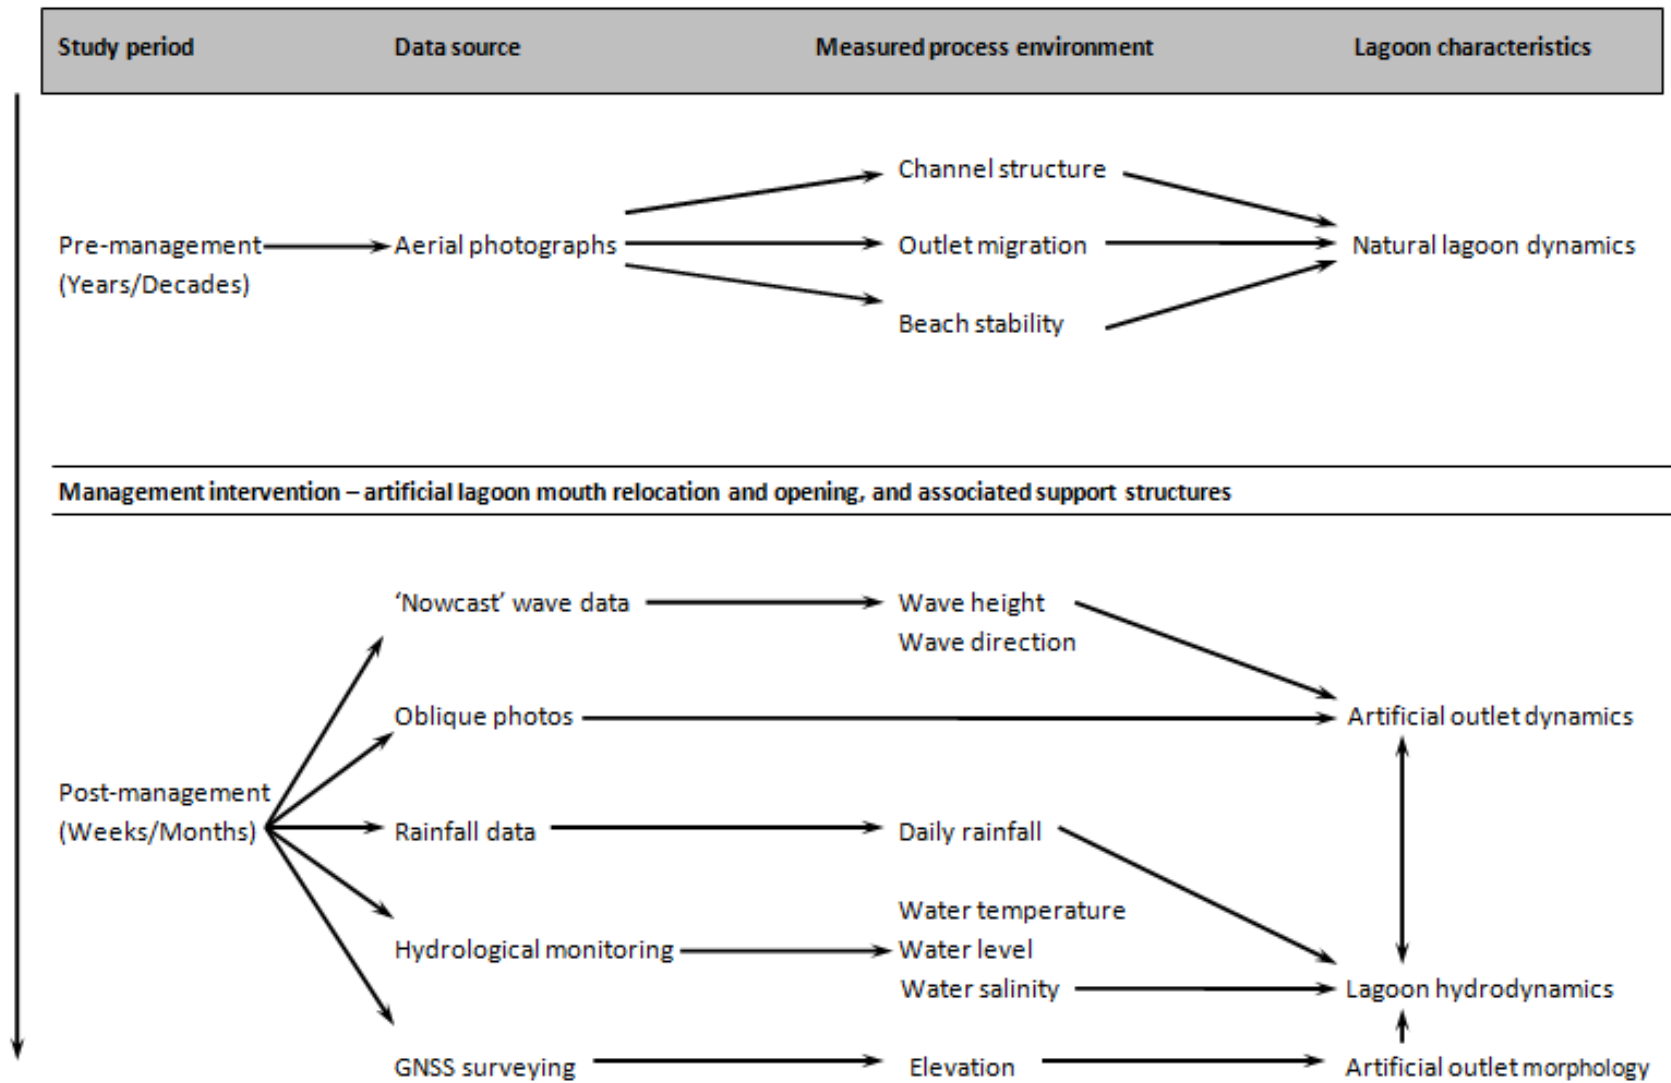 Study period Data source Measured process environment Lagoon characteristics
Channel structure
Pre-management Aerial photographs Outlet migration Natural lagoon dynamics
(Years/Decades)
Beach stability
Management intervention – artificial lagoon mouth relocation and opening, and associated support structures
‘Nowcast’ wave data Wave height
Wave direction
Oblique photos Artificial outlet dynamics
Post-management
(Weeks/Months) Rainfall data Daily rainfall
Water temperature
Hydrological monitoring Water level
Water salinity Lagoon hydrodynamics
GNSS surveying Elevation Artificial outlet morphology